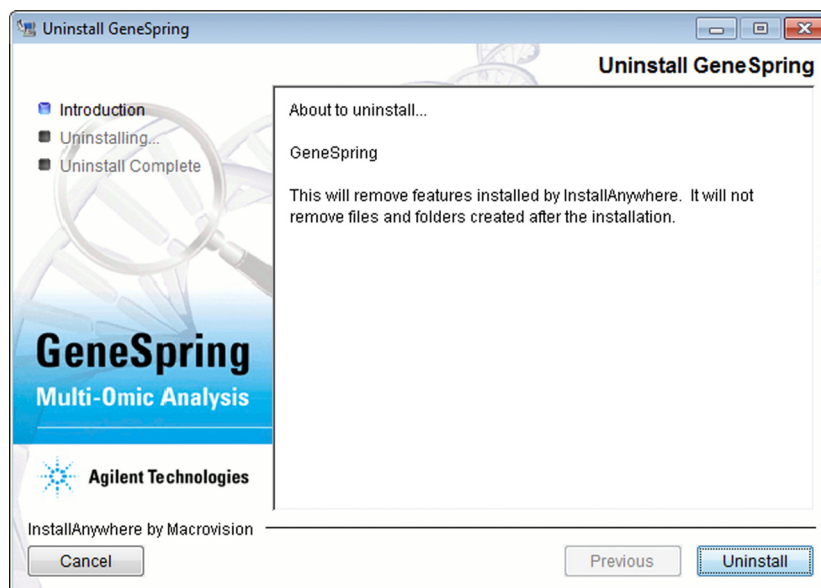 Uninstall GeneSpring
Uninstall GeneSpring
Introduction
Uninstalling...
Uninstall Complete
About to uninstall...
GeneSpring
This will remove features installed by InstallAnywhere. It will not
remove files and folders created after the installation.
GeneSpring
Multi-Omic Analysis
Agilent Technologies
InstallAnywhere by Macrovision
Cancel
Previous
Uninstall